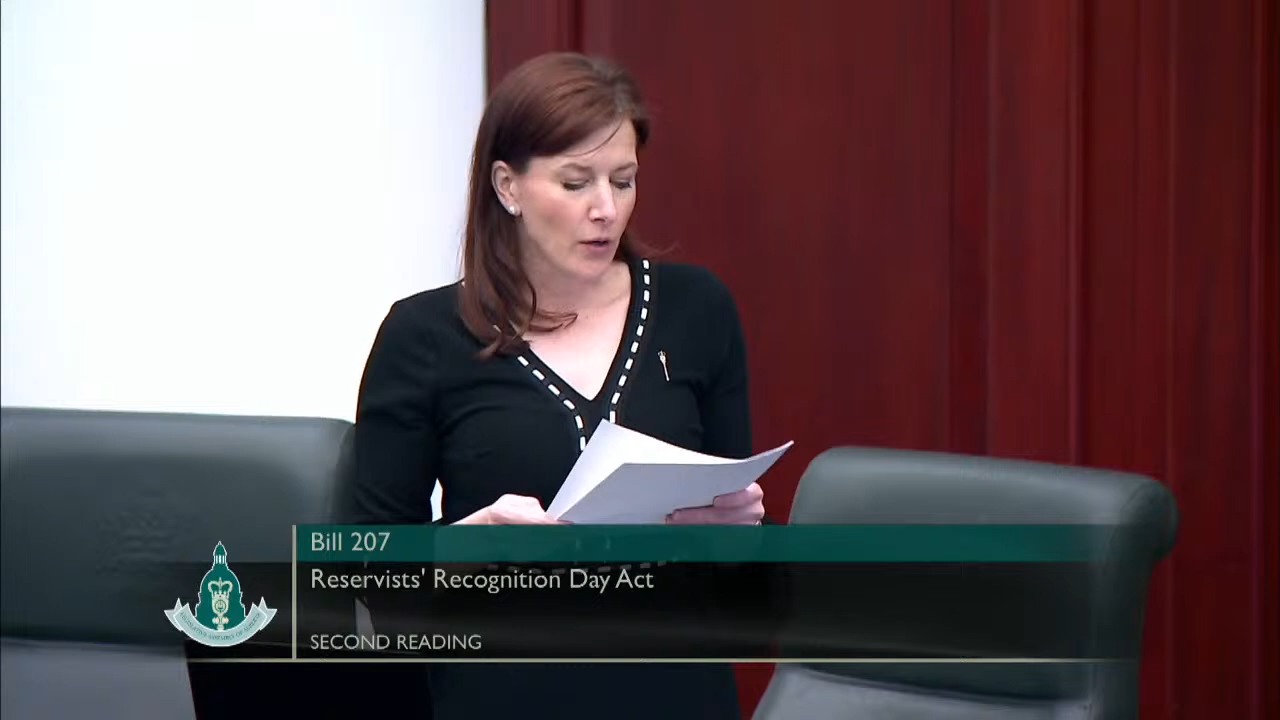 Bill 207
Reservists' Recognition Day Act
SECOND READING